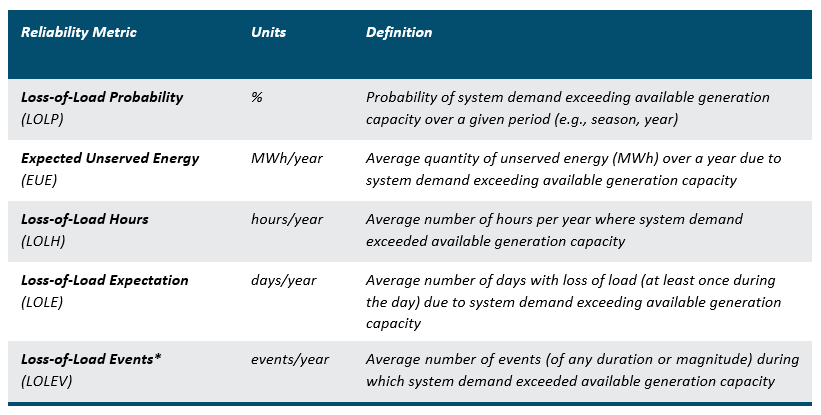 Reliability Metric Units Definition
Loss-of-Load Probability % Probability of system demand exceeding available generation
(LOLP) capacity over a given period (e.g., season, year)
Expected Unserved Energy MWh/year Average quantity of unserved energy (MWh) over a year due to
(EUE) system demand exceeding available generation capacity
Loss-of-Load Hours hours/year Average number of hours per year where system demand
(LOLH) exceeded available generation capacity
Loss-of-Load Expectation days/year Average number of days with loss of load (at least once during
(LOLE) the day) due to system demand exceeding available generation
capacity
Loss-of-Load Events* events/year Average number of events (of any duration or magnitude) during
(LOLEV) which system demand exceeded available generation capacity